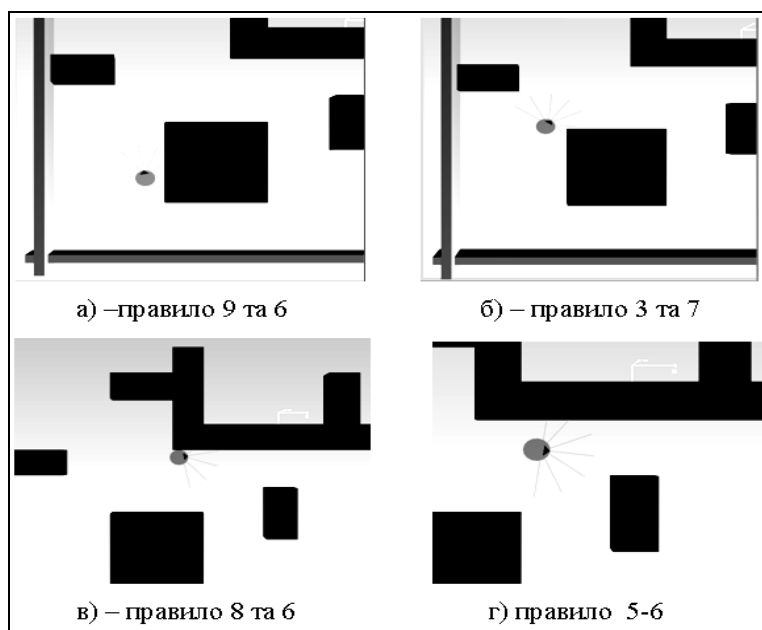 а) –правило 9 та 6
б) – правило 3 та 7
в) – правило 8 та 6
г) правило 5-6